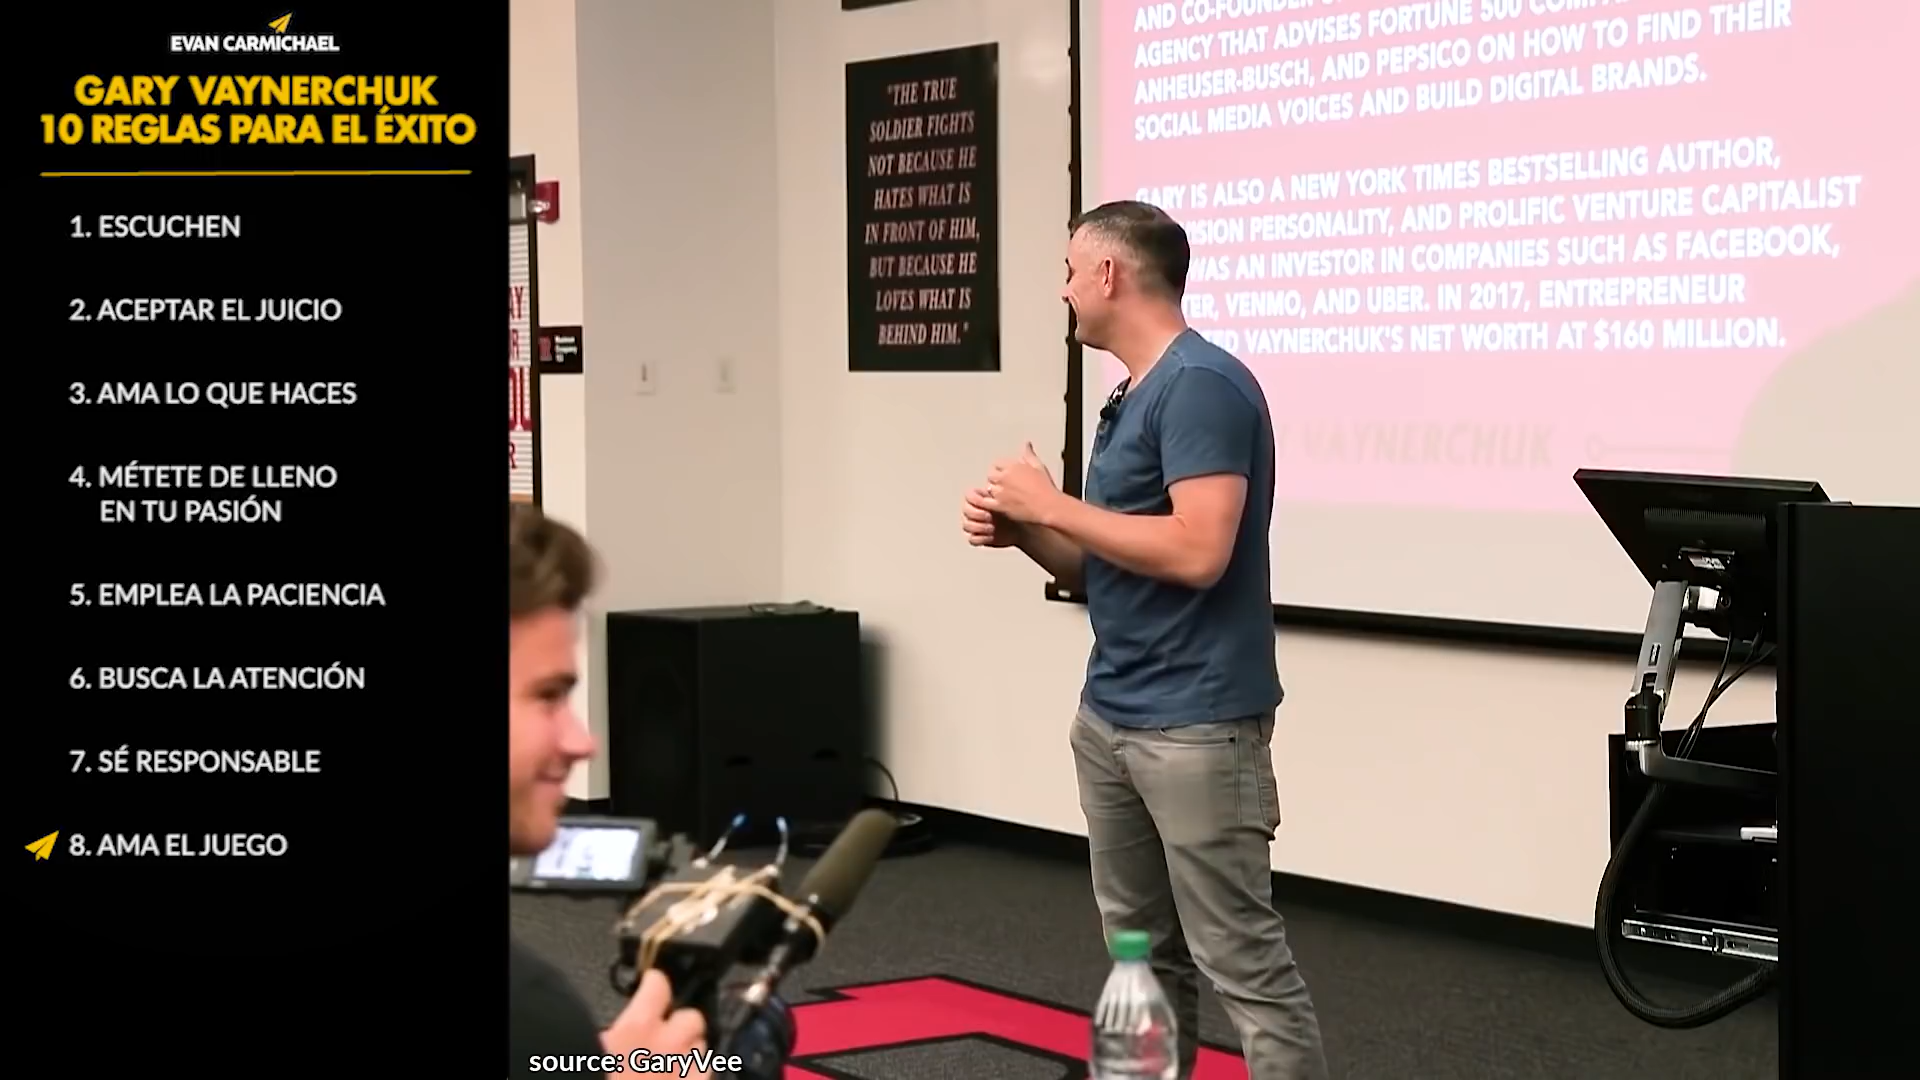 EVAN CARMICHAEL
GARY VAYNERCHUK
10 REGLAS PARA EL ÉXITO
1. ESCUCHEN
2. ACEPTAR EL JUICIO
3. AMA LO QUE HACES
4. MÉTETE DE LLENO
EN TU PASIÓN
5. EMPLEA LA PACIENCIA
6. BUSCA LA ATENCIÓN
7. SÉ RESPONSABLE
8. AMA EL JUEGO
"THE TRUE
SOLDIER FIGHTS
NOT BECAUSE HE
HATES WHAT IS
IN FRONT OF HIM,
BUT BECAUSE HE
LOVES WHAT IS
BEHIND HIM."
AND CO-FOUNDER
AGENCY THAT ADVISES FORTUNE 500
ANHEUSER-BUSCH, AND PEPSICO ON HOW TO FIND THEIR
SOCIAL MEDIA VOICES AND BUILD DIGITAL BRANDS.
GARY IS ALSO A NEW YORK TIMES BESTSELLING AUTHOR,
PERSONALITY, AND PROLIFIC VENTURE CAPITALIST
WAS AN INVESTOR IN COMPANIES SUCH AS FACEBOOK,
VENMO, AND UBER. IN 2017, ENTREPRENEUR
VAYNERCHUK'S NET WORTH AT $160 MILLION.
VAYNERCHUK
source: GaryVee